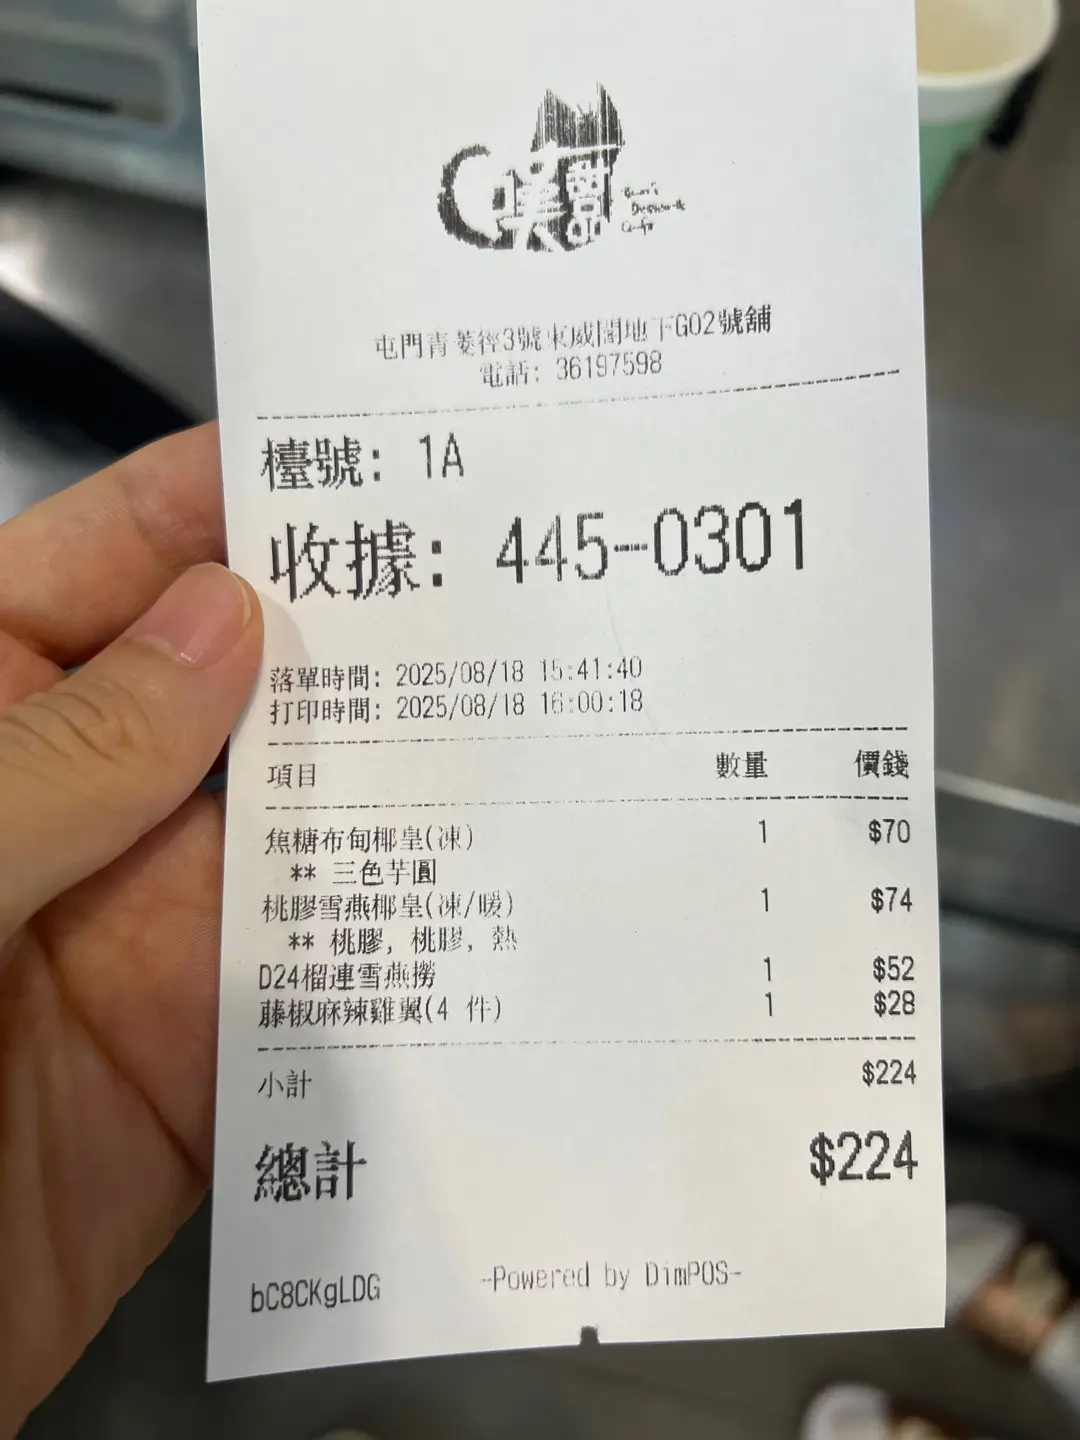 屯門青菱徑3號東威閣地下G02號舖
電話: 36197598
檯號: 1A
收據: 445-0301
落單時間: 2025/08/18 15:41:40
打印時間: 2025/08/18 16:00:18
項目 數量 價錢
焦糖布甸椰皇(凍) 1 $70
** 三色芋圓
桃膠雪燕椰皇(凍/暖) 1 $74
** 桃膠, 桃膠, 熱
D24榴連雪燕撈 1 $52
藤椒麻辣雞翼(4 件) 1 $28
小計 $224
總計 $224
bC8CKgLDG -Powered by DimPOS-